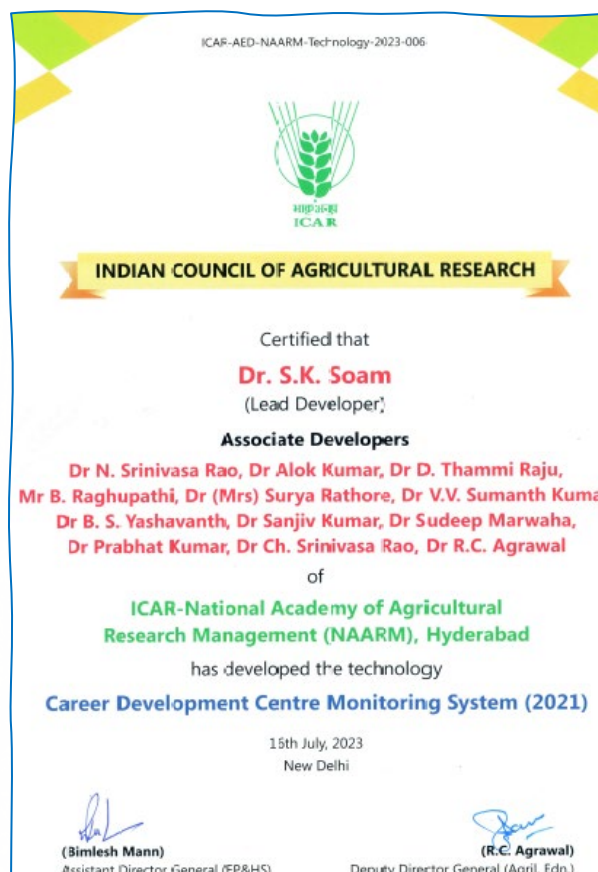 ICAR-AED-NAARM-Technology-2023-006
ICAR
INDIAN COUNCIL OF AGRICULTURAL RESEARCH
Certified that
Dr. S.K. Soam
(Lead Developer)
Associate Developers
Dr N. Srinivasa Rao, Dr Alok Kumar, Dr D. Thammi Raju,
Mr B. Raghupathi, Dr (Mrs) Surya Rathore, Dr V.V. Sumanth Kuma
Dr B. S. Yashavanth, Dr Sanjiv Kumar, Dr Sudeep Marwaha,
Dr Prabhat Kumar, Dr Ch. Srinivasa Rao, Dr R.C. Agrawal
of
ICAR-National Academy of Agricultural
Research Management (NAARM), Hyderabad
has developed the technology
Career Development Centre Monitoring System (2021)
16th July, 2023
New Delhi
(Bimlesh Mann) (R.C. Agrawal)
Assistant Director General (EP&HS) Deputy Director General (Agril. Edn.)